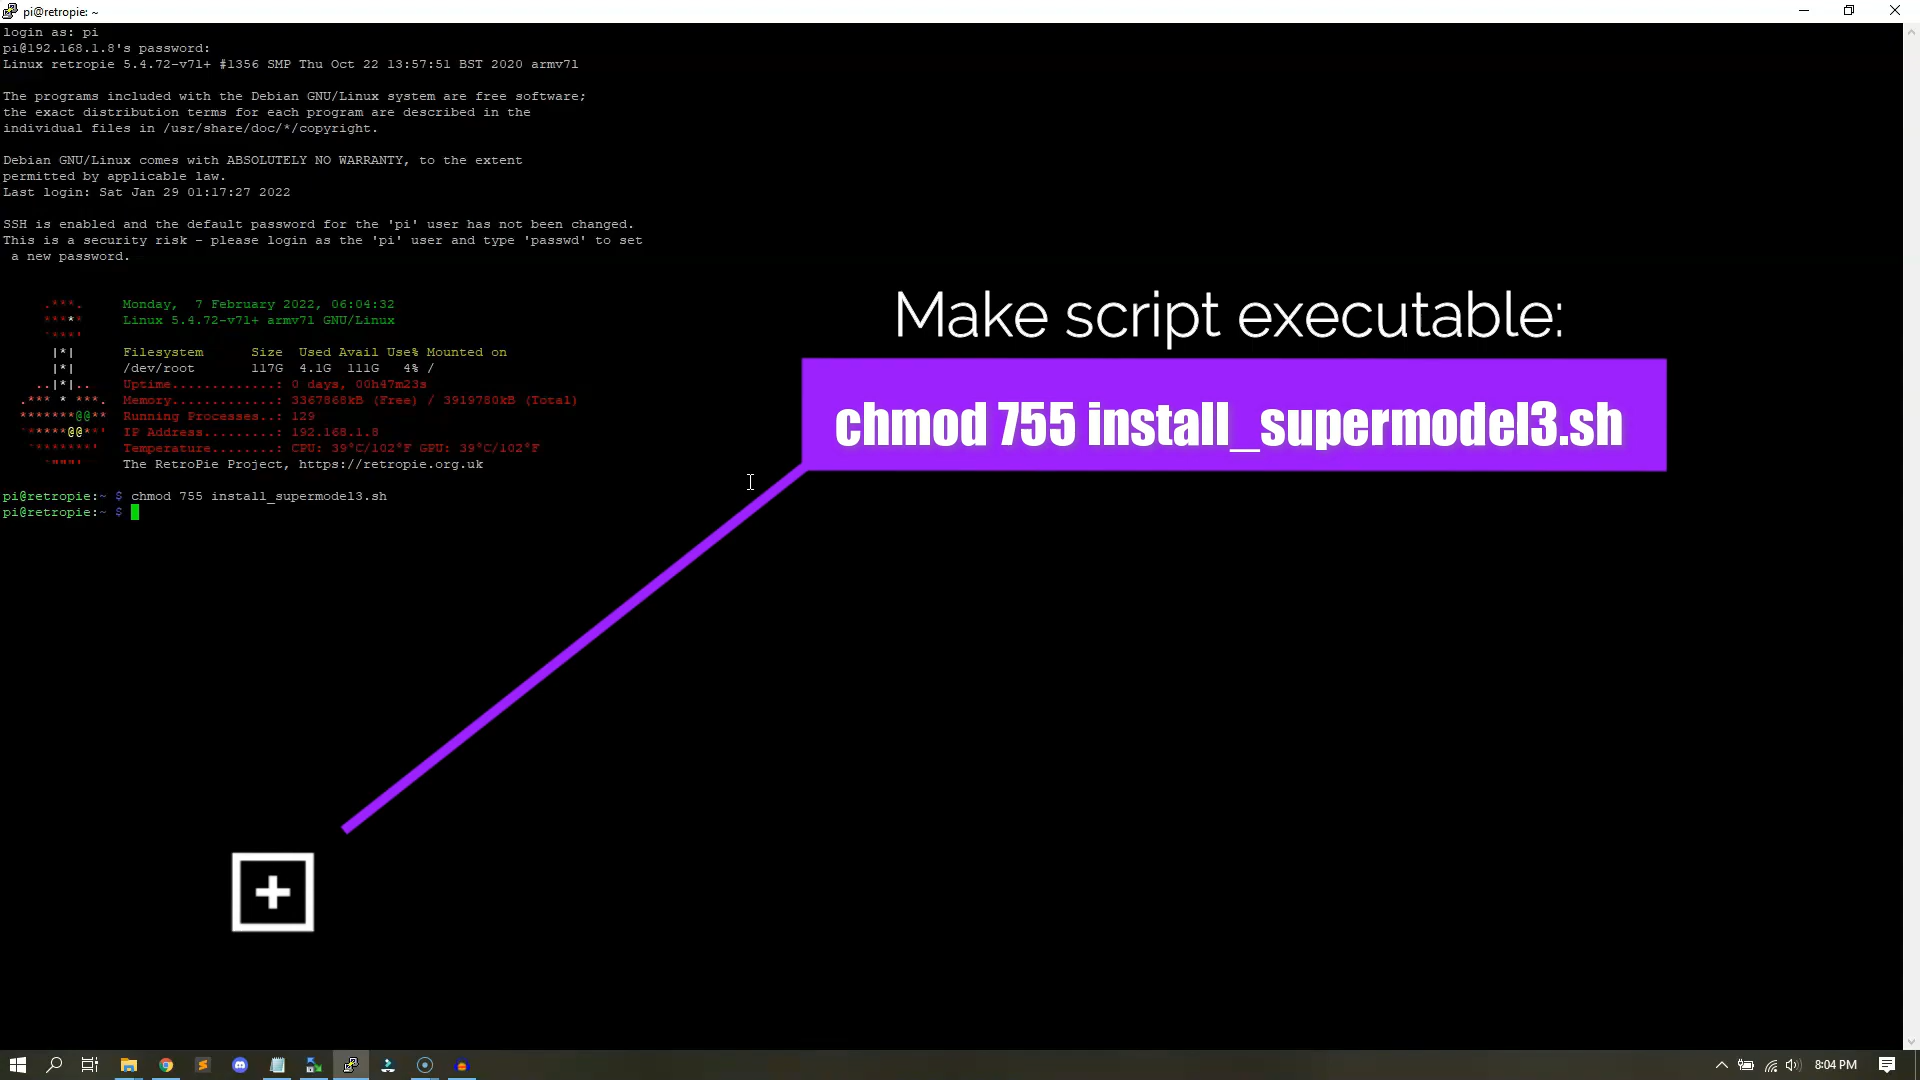 pi@retropie: ~
login as: pi
pi@192.168.1.8's password:
Linux retropie 5.4.72-v7l+ #1356 SMP Thu Oct 22 13:57:51 BST 2020 armv7l
The programs included with the Debian GNU/Linux system are free software;
the exact distribution terms for each program are described in the
individual files in /usr/share/doc/*/copyright.
Debian GNU/Linux comes with ABSOLUTELY NO WARRANTY, to the extent
permitted by applicable law.
Last login: Sat Jan 29 01:17:27 2022
SSH is enabled and the default password for the 'pi' user has not been changed.
This is a security risk - please login as the 'pi' user and type 'passwd' to set
a new password.
Monday,  7 February 2022, 06:04:32
Linux 5.4.72-v7l+ armv7l GNU/Linux
Filesystem      Size  Used Avail Use% Mounted on
/dev/root       117G  4.1G  111G   4% /
Uptime.............: 0 days, 00h47m23s
Memory.............: 3367868kB (Free) / 3919780kB (Total)
Running Processes..: 129
IP Address.........: 192.168.1.8
Temperature........: CPU: 39°C/102°F GPU: 39°C/102°F
The RetroPie Project, https://retropie.org.uk
pi@retropie:~ $ chmod 755 install_supermodel3.sh
pi@retropie:~ $
Make script executable:
chmod 755 install_supermodel3.sh
8:04 PM